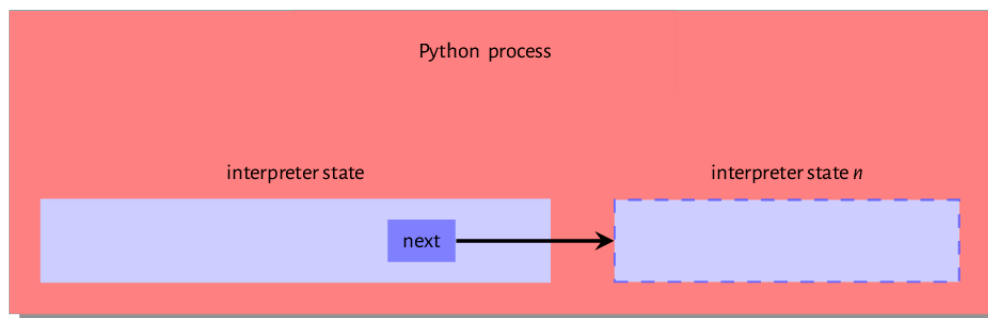 Python process
interpreter state
interpreter state n
next